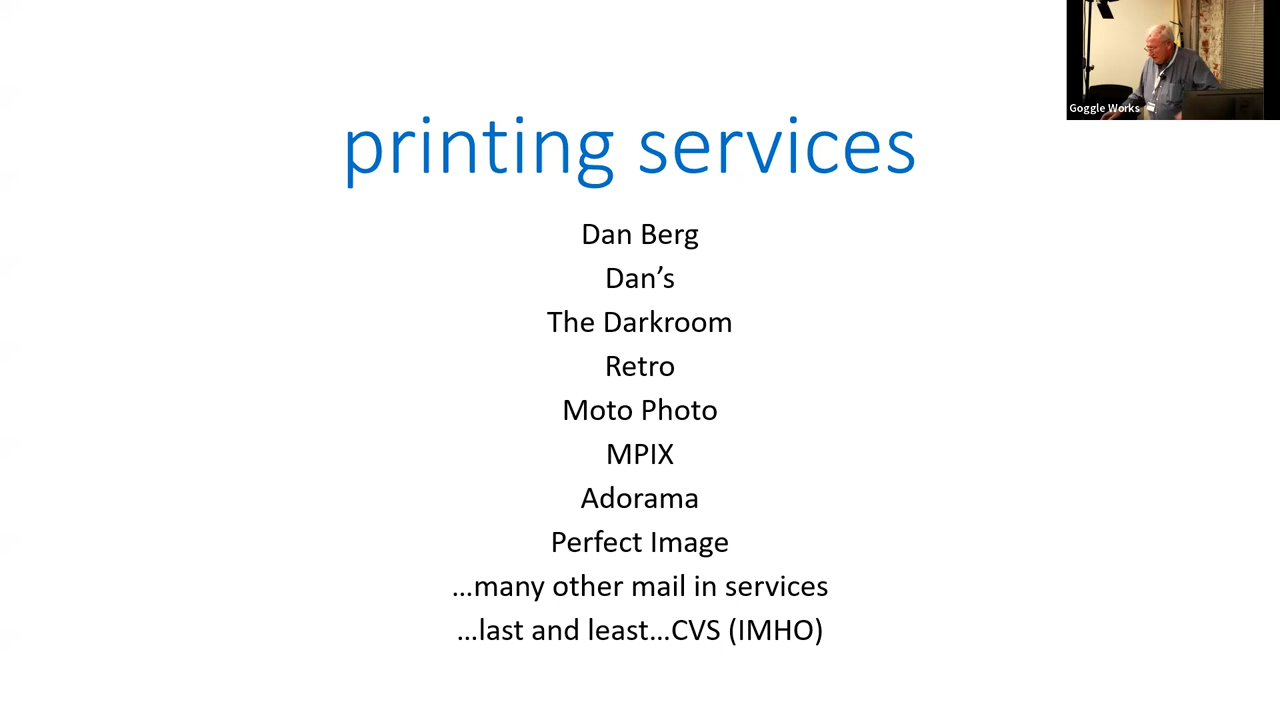 Goggle Works
printing services
Dan Berg
Dan’s
The Darkroom
Retro
Moto Photo
MPIX
Adorama
Perfect Image
…many other mail in services
…last and least…CVS (IMHO)